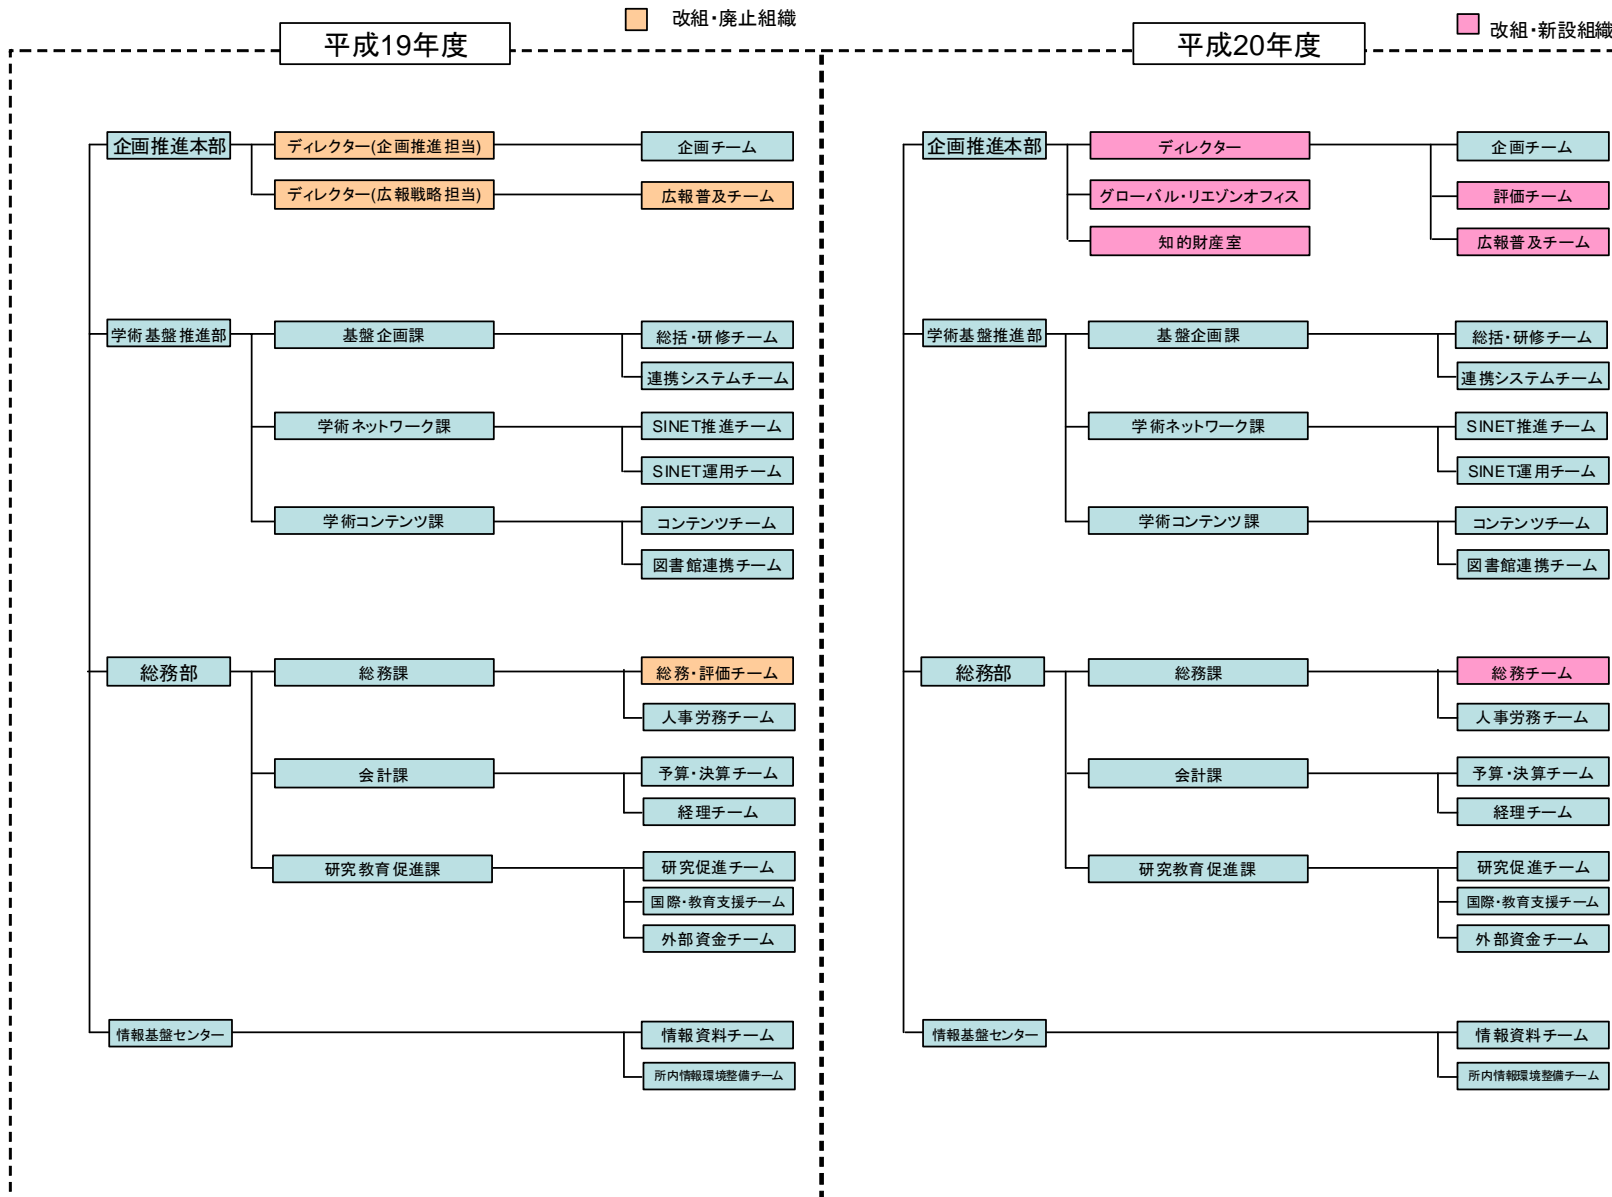 改組・廃止組織
平成19年度
企画推進本部
ディレクター(企画推進担当)
企画チーム
ディレクター(広報戦略担当)
広報普及チーム
学術基盤推進部
基盤企画課
総括・研修チーム
連携システムチーム
学術ネットワーク課
SINET推進チーム
SINET運用チーム
学術コンテンツ課
コンテンツチーム
図書館連携チーム
総務部
総務課
総務・評価チーム
人事労務チーム
会計課
予算・決算チーム
経理チーム
研究教育促進課
研究促進チーム
国際・教育支援チーム
外部資金チーム
情報基盤センター
情報資料チーム
所内情報環境整備チーム
改組・新設組織
平成20年度
企画推進本部
ディレクター
企画チーム
グローバル・リエゾンオフィス
評価チーム
知的財産室
広報普及チーム
学術基盤推進部
基盤企画課
総括・研修チーム
連携システムチーム
学術ネットワーク課
SINET推進チーム
SINET運用チーム
学術コンテンツ課
コンテンツチーム
図書館連携チーム
総務部
総務課
総務チーム
人事労務チーム
会計課
予算・決算チーム
経理チーム
研究教育促進課
研究促進チーム
国際・教育支援チーム
外部資金チーム
情報基盤センター
情報資料チーム
所内情報環境整備チーム